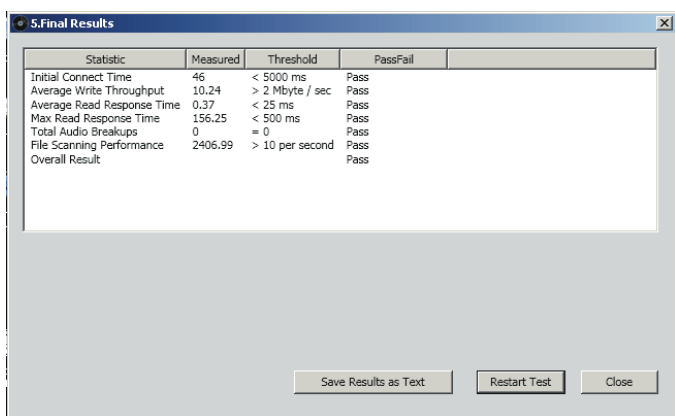 5.Final Results
Statistic Measured Threshold PassFail
Initial Connect Time 46 < 5000 ms Pass
Average Write Throughput 10.24 > 2 Mbyte / sec Pass
Average Read Response Time 0.37 < 25 ms Pass
Max Read Response Time 156.25 < 500 ms Pass
Total Audio Breakups 0 = 0 Pass
File Scanning Performance 2406.99 > 10 per second Pass
Overall Result Pass
Save Results as Text Restart Test Close